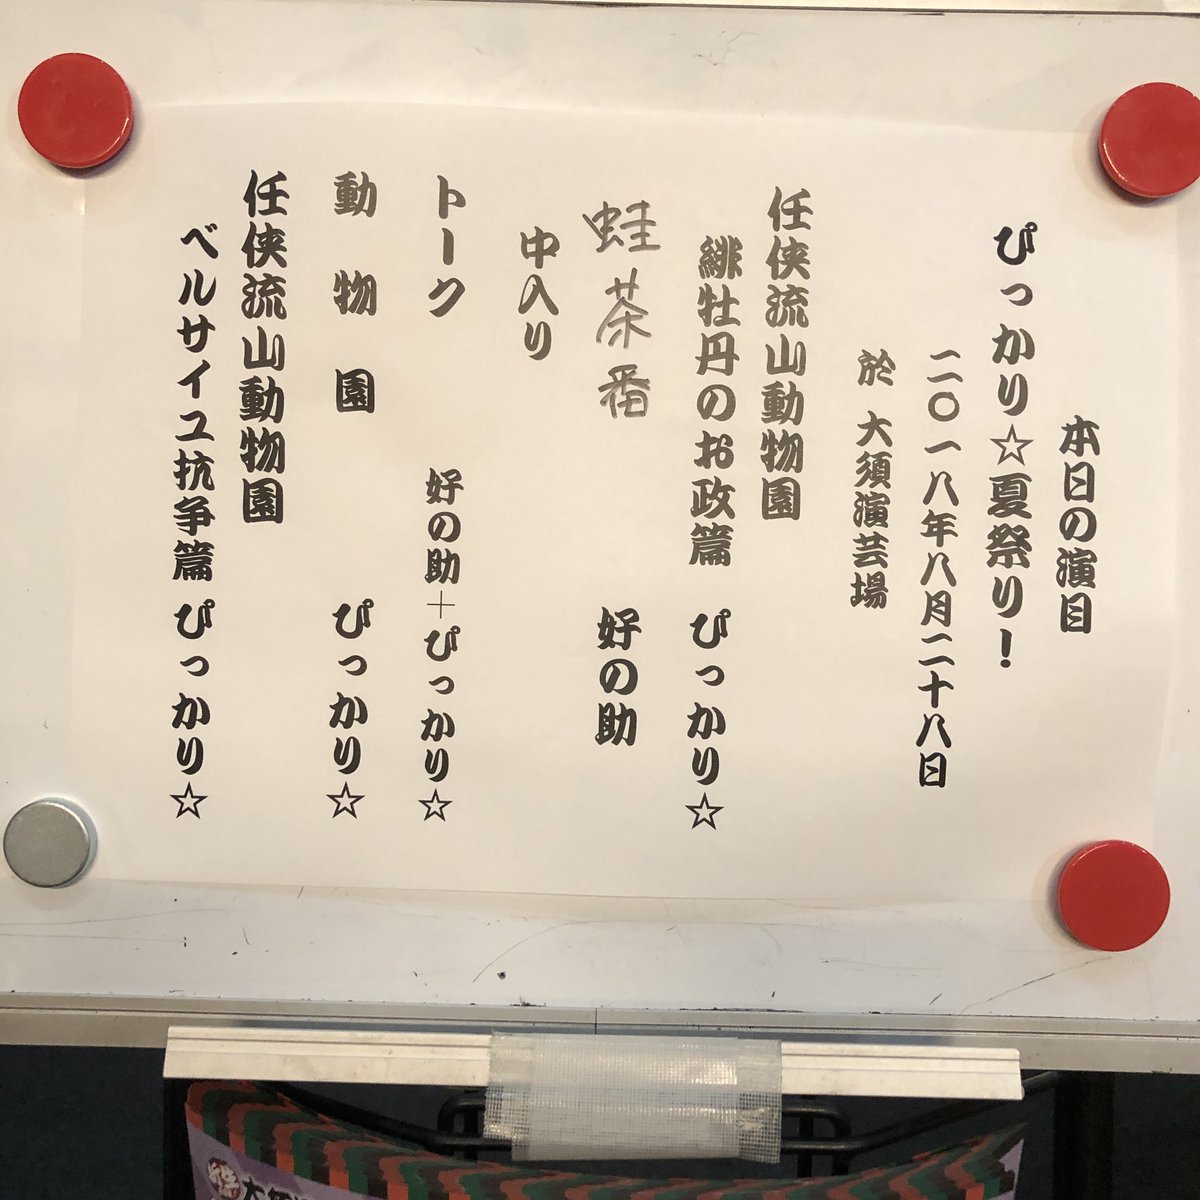 本日の演目
ぴっかり☆夏祭り！
二〇一八年八月二十八日
於 大須演芸場
任侠流山動物園
緋牡丹のお政篇 ぴっかり☆
蛙茶番 好の助
中入り
トーク 好の助＋ぴっかり☆
動物園 ぴっかり☆
任侠流山動物園
ベルサイユ抗争篇 ぴっかり☆